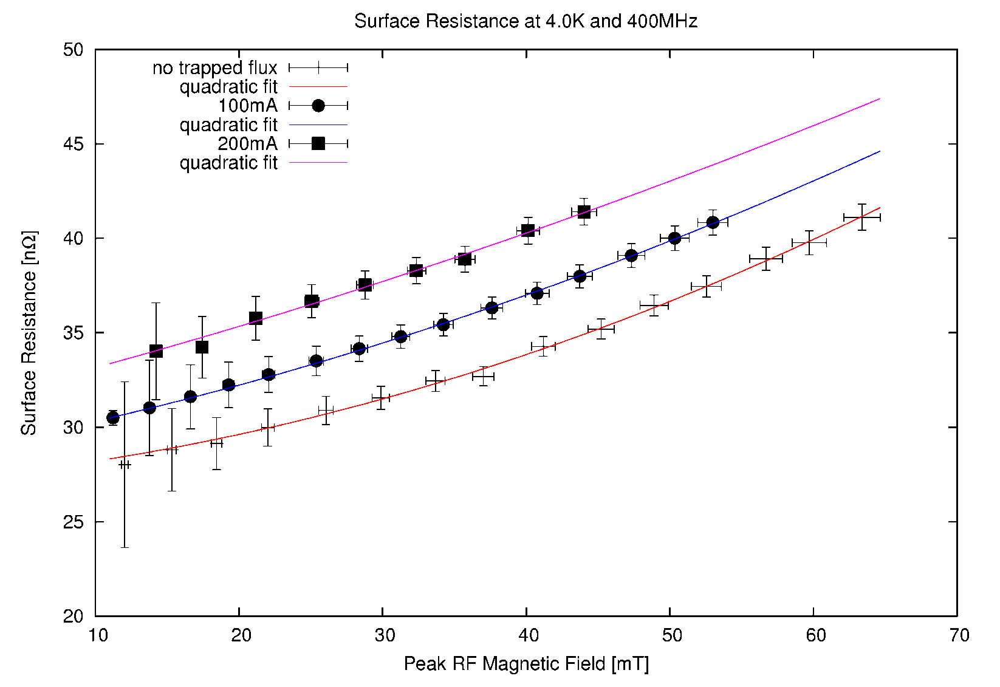 Surface Resistance at 4.0K and 400MHz
50
45
40
35
30
25
20
Surface Resistance [nΩ]
no trapped flux
quadratic fit
100mA
quadratic fit
200mA
quadratic fit
10 20 30 40 50 60 70
Peak RF Magnetic Field [mT]